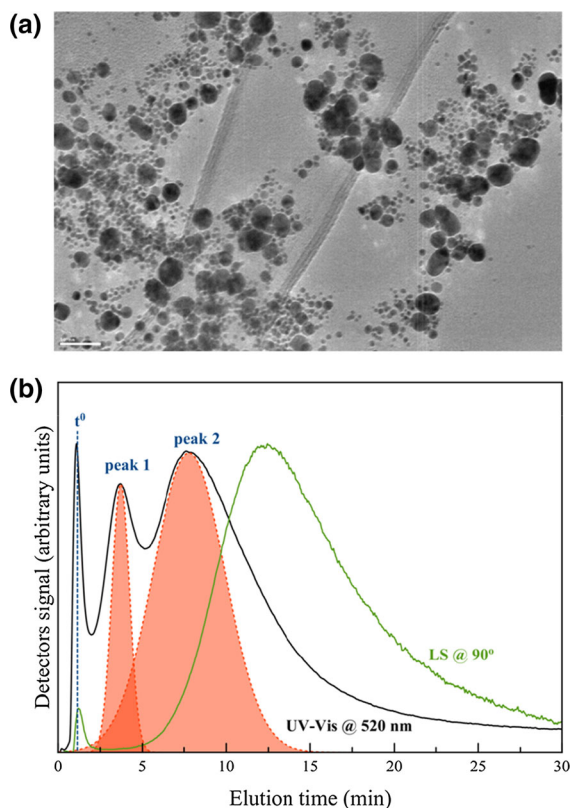 (a)
(b)
t⁰
peak 1
peak 2
LS @ 90°
UV-Vis @ 520 nm
Detectors signal (arbitrary units)
0 5 10 15 20 25 30
Elution time (min)